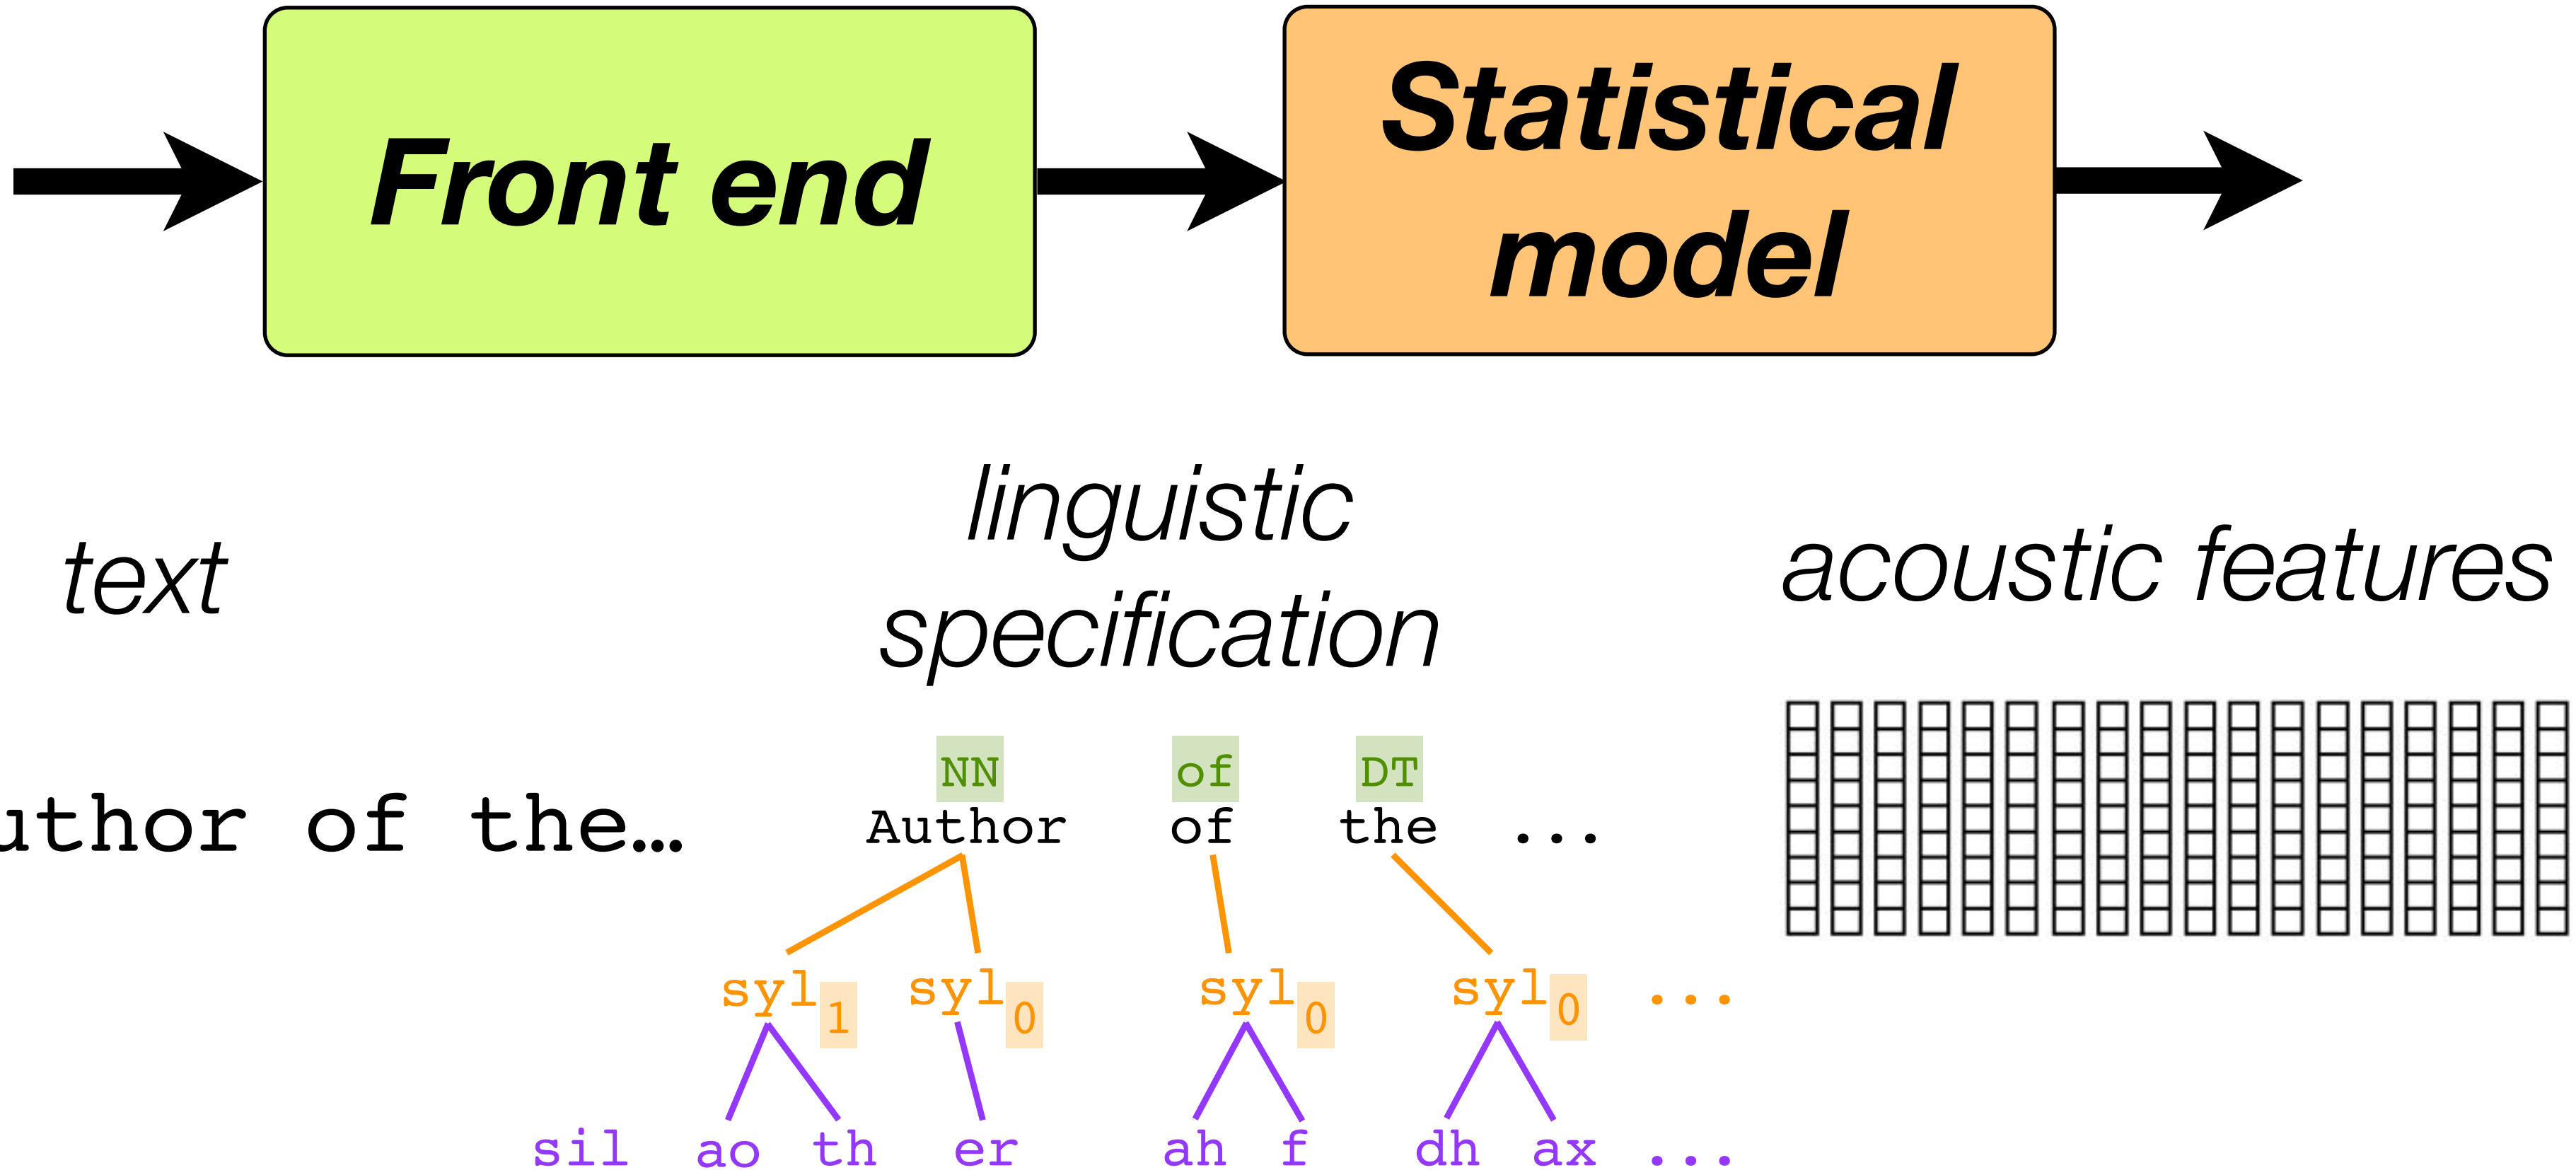 Front end
Statistical
model
text
linguistic
specification
acoustic features
uthor of the…
NN of DT
Author of the ...
syl1 syl0 syl0 syl0 ...
sil ao th er ah f dh ax ...